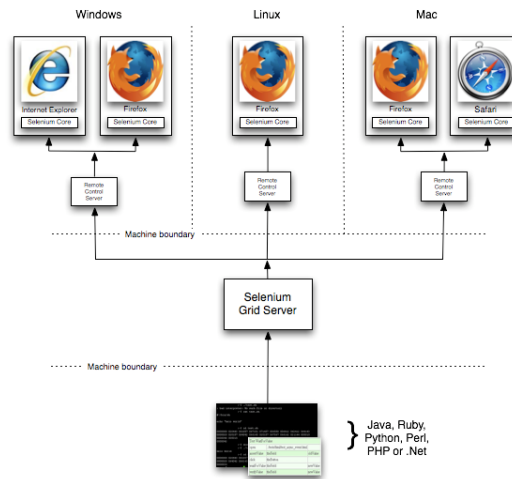 Windows
Linux
Mac
Internet Explorer
Selenium Core
Firefox
Selenium Core
Firefox
Selenium Core
Firefox
Selenium Core
Safari
Selenium Core
Remote
Control
Server
Remote
Control
Server
Remote
Control
Server
Machine boundary
Selenium
Grid Server
Machine boundary
Java, Ruby,
Python, Perl,
PHP or .Net